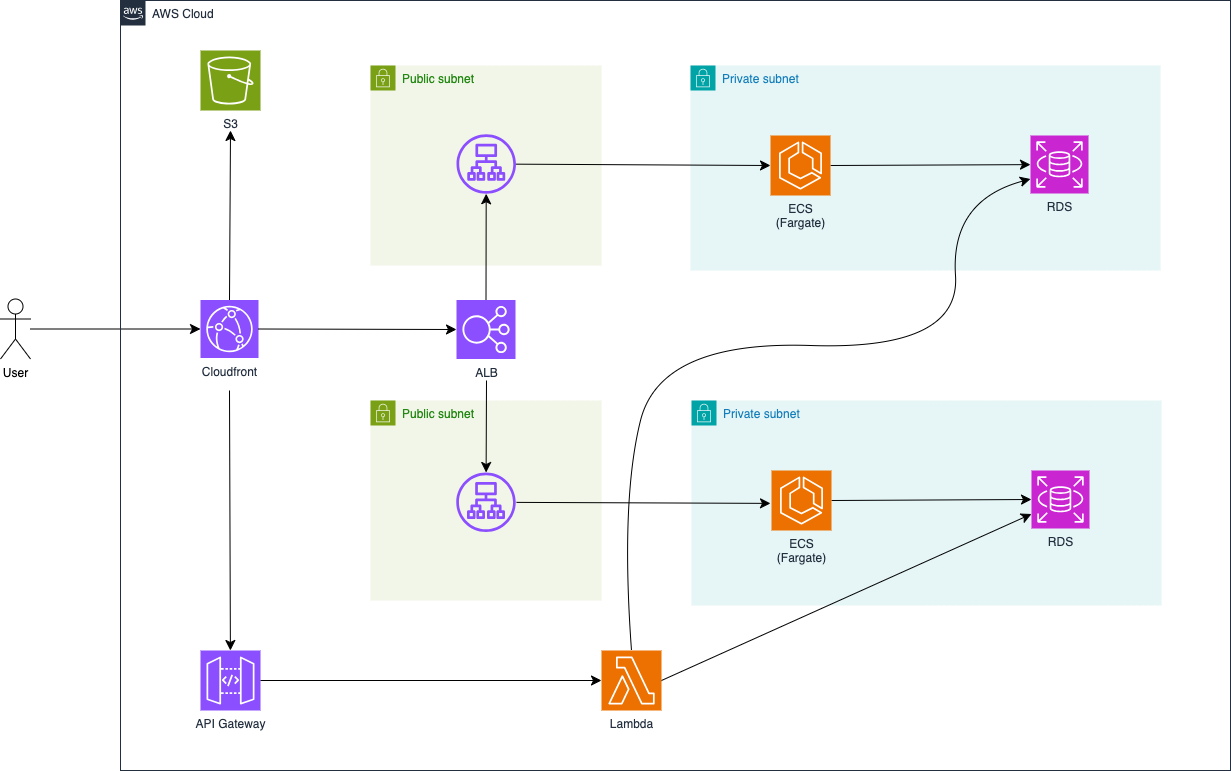 aws
AWS Cloud
S3
Public subnet
Private subnet
ECS
(Fargate)
RDS
User
Cloudfront
ALB
Public subnet
Private subnet
ECS
(Fargate)
RDS
</>
API Gateway
Lambda